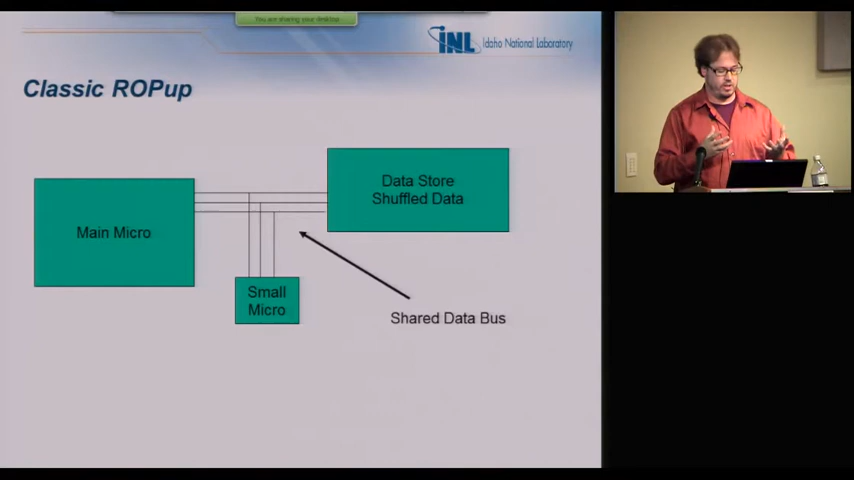 You are sharing your desktop
INL Idaho National Laboratory
Classic ROPup
Data Store
Shuffled Data
Main Micro
Small
Micro
Shared Data Bus